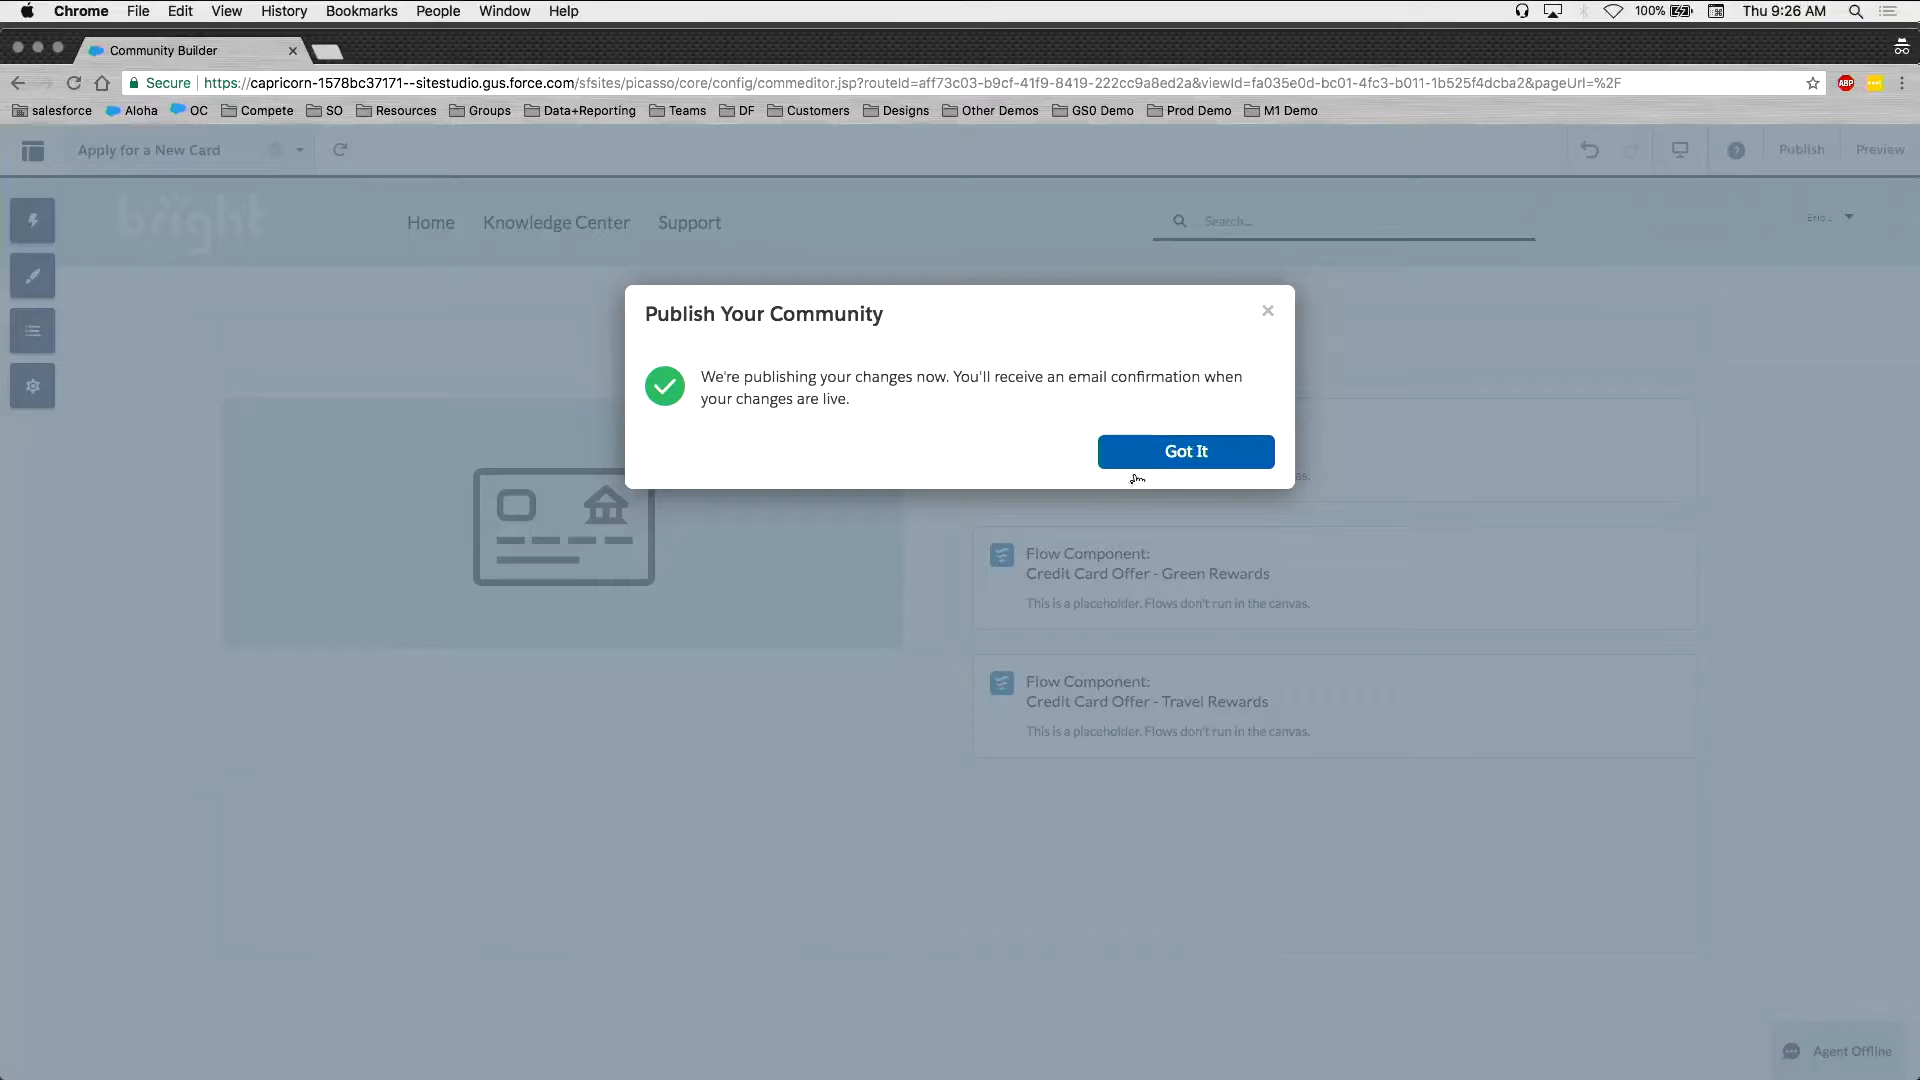 Chrome File Edit View History Bookmarks People Window Help 100% Thu 9:26 AM
Community Builder
Secure https://capricorn-1578bc37171--sitestudio.gus.force.com/sfsites/picasso/core/config/commeditor.jsp?routeId=aff73c03-b9cf-41f9-8419-222cc9a8ed2a&viewId=fa035e0d-bc01-4fc3-b011-1b525f4dcba2&pageUrl=%2F ABP
salesforce Aloha OC Compete SO Resources Groups Data+Reporting Teams DF Customers Designs Other Demos GS0 Demo Prod Demo M1 Demo
Apply for a New Card ? Publish Preview
bright Home Knowledge Center Support Search...
Publish Your Community ×
We're publishing your changes now. You'll receive an email confirmation when
your changes are live.
Got It
Flow Component:
Credit Card Offer - Green Rewards
This is a placeholder. Flows don't run in the canvas.
Flow Component:
Credit Card Offer - Travel Rewards
This is a placeholder. Flows don't run in the canvas.
Agent Offline